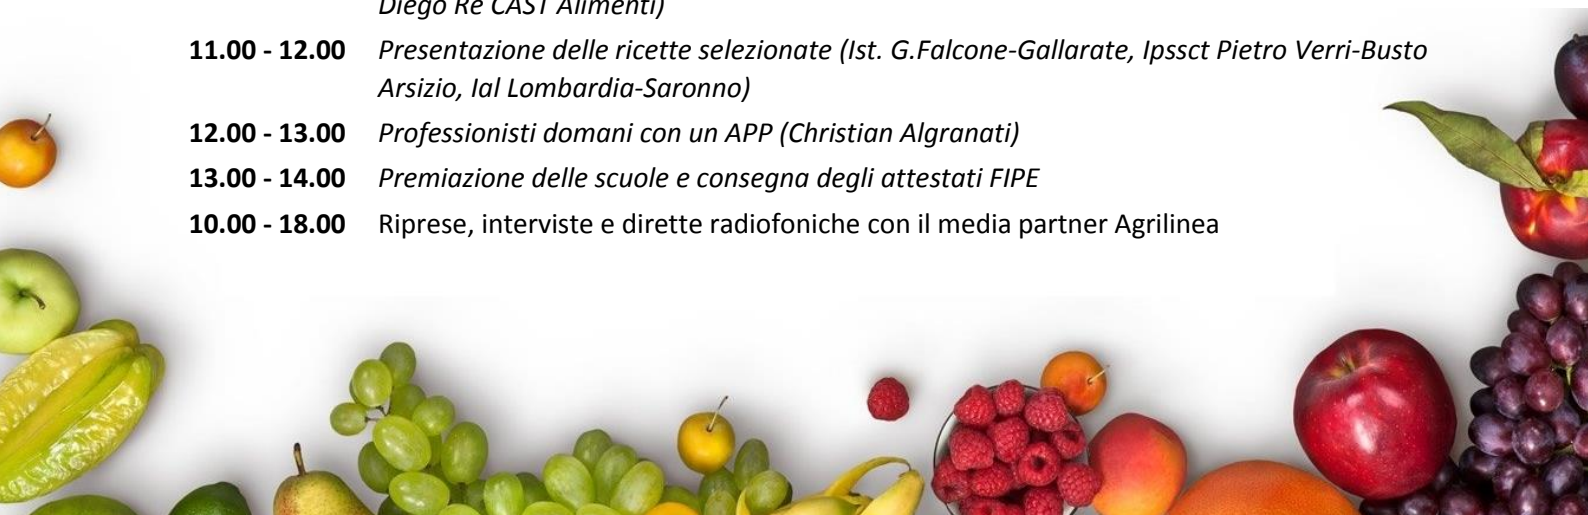 Diego Re CAST Alimenti)
11.00 - 12.00 Presentazione delle ricette selezionate (Ist. G.Falcone-Gallarate, Ipssct Pietro Verri-Busto
Arsizio, Ial Lombardia-Saronno)
12.00 - 13.00 Professionisti domani con un APP (Christian Algranati)
13.00 - 14.00 Premiazione delle scuole e consegna degli attestati FIPE
10.00 - 18.00 Riprese, interviste e dirette radiofoniche con il media partner Agrilinea